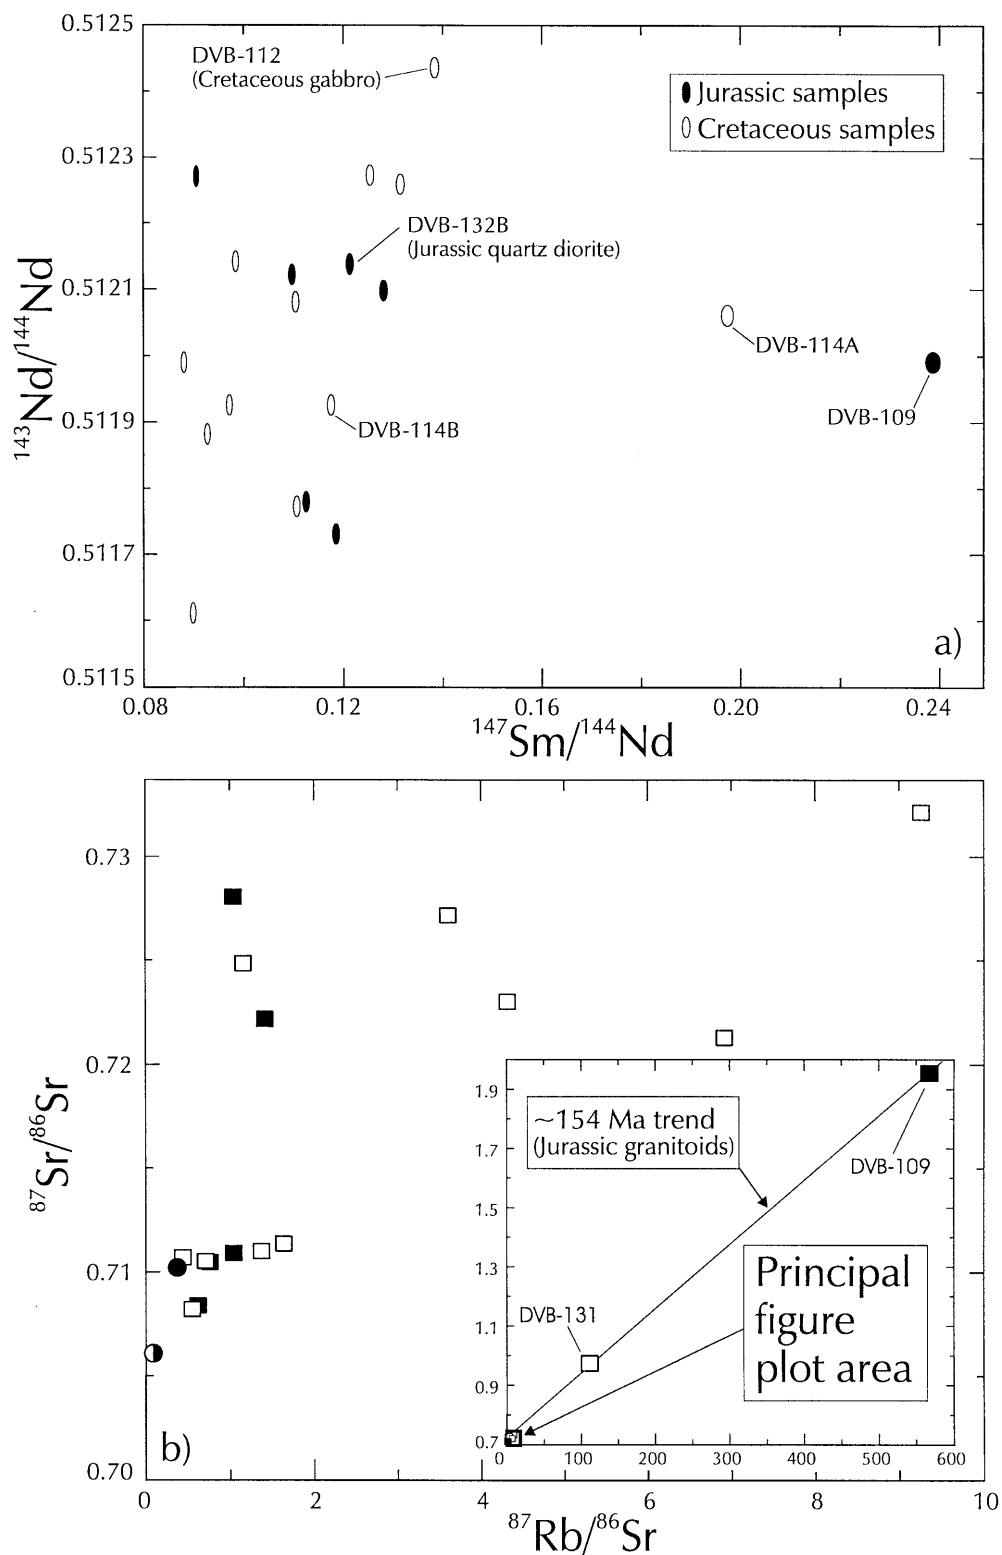 0.5125
DVB-112
(Cretaceous gabbro)
Jurassic samples
Cretaceous samples
0.5123
DVB-132B
(Jurassic quartz diorite)
0.5121
DVB-114A
DVB-109
0.5119
DVB-114B
0.5117
0.5115
a)
143Nd/144Nd
0.08 0.12 0.16 0.20 0.24
147Sm/144Nd
0.73
0.72
0.71
0.70
87Sr/86Sr
b)
1.9
1.7
1.5
1.3
1.1
0.9
0.7
~154 Ma trend
(Jurassic granitoids)
DVB-109
DVB-131
Principal
figure
plot area
0 100 200 300 400 500 600
0 2 4 6 8 10
87Rb/86Sr